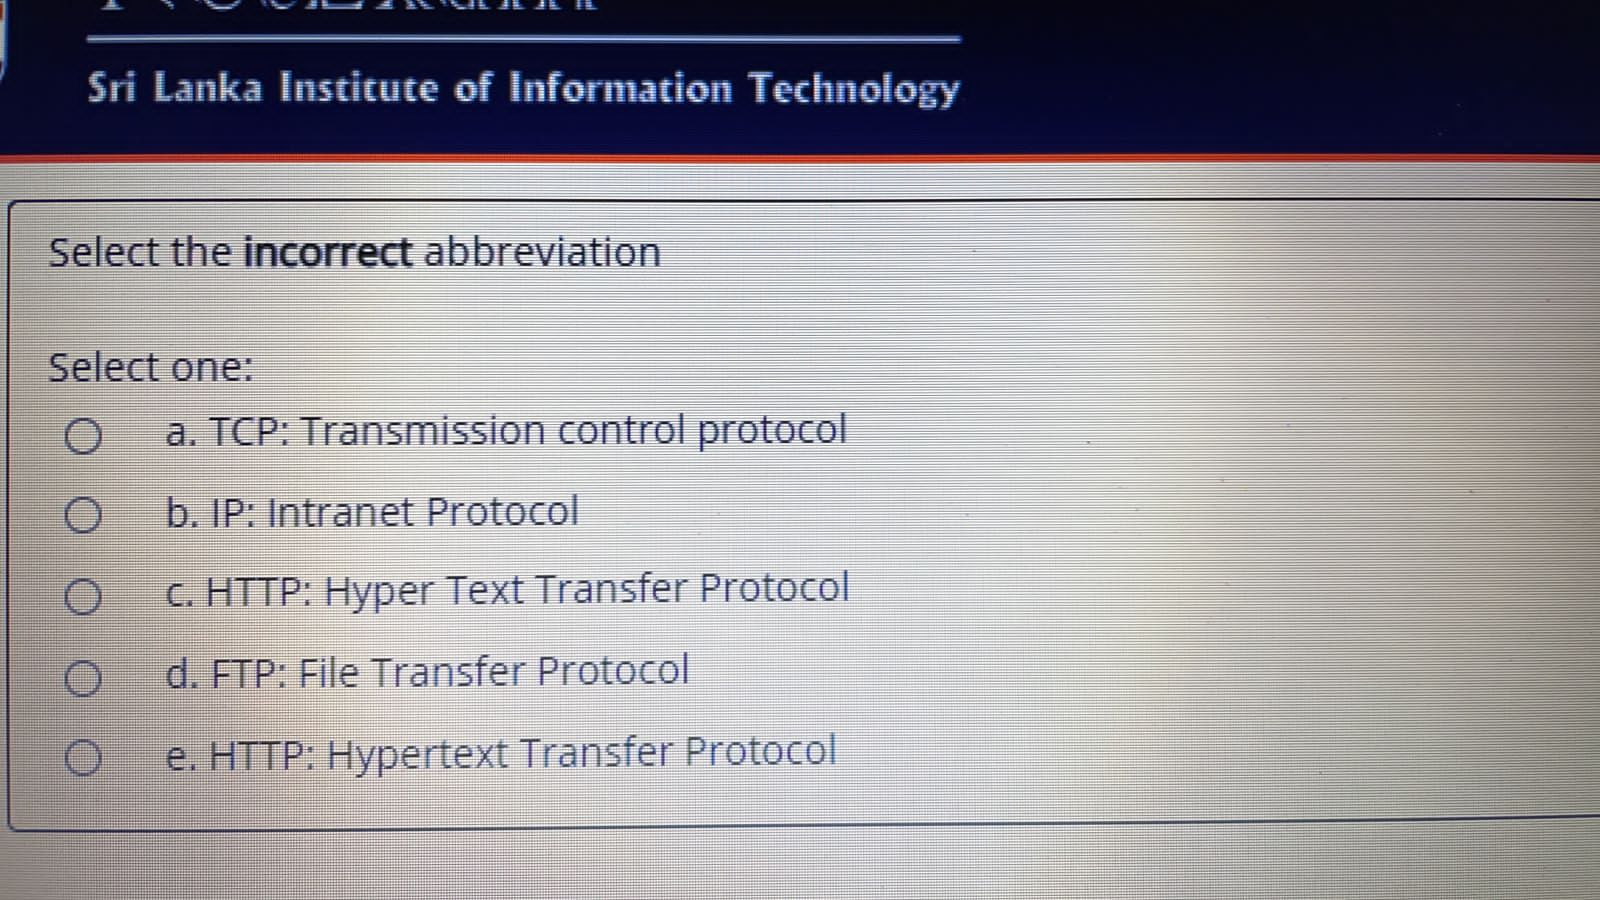 Sri Lanka Institute of Information Technology
Select the incorrect abbreviation
Select one:
a. TCP: Transmission control protocol
b. IP: Intranet Protocol
c. HTTP: Hyper Text Transfer Protocol
d. FTP: File Transfer Protocol
e. HTTP: Hypertext Transfer Protocol